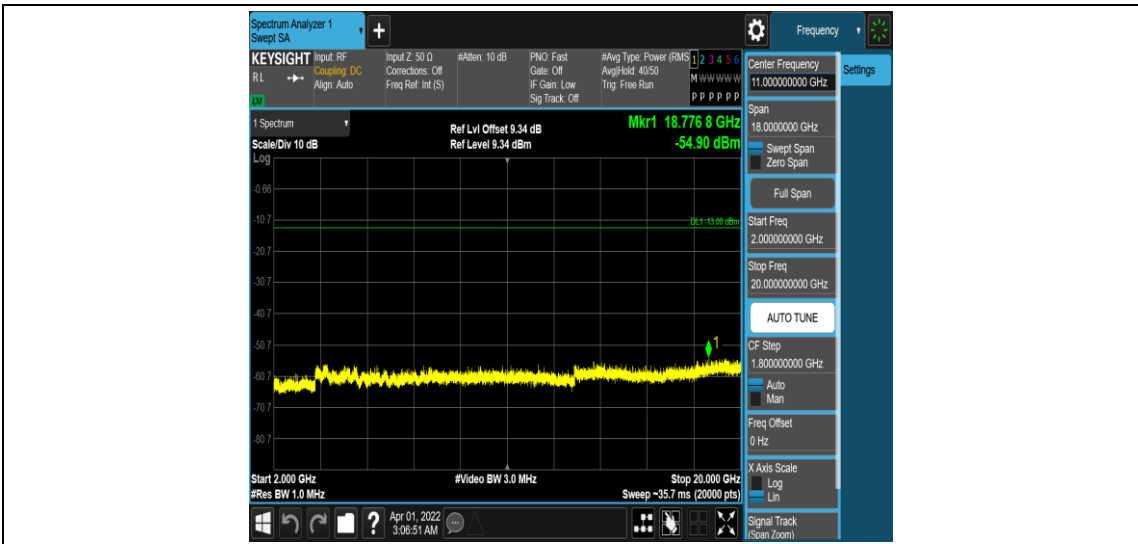 Spectrum Analyzer 1
Swept SA
+
Frequency
KEYSIGHT
RL
LXI
Input: RF
Coupling: DC
Align: Auto
Input Z: 50 Ω
Corrections: Off
Freq Ref: Int (S)
#Atten: 10 dB
PNO: Fast
Gate: Off
IF Gain: Low
Sig Track: Off
#Avg Type: Power (RMS
Avg|Hold: 40/50
Trig: Free Run
1 2 3 4 5 6
M W W W W W
P P P P P P
1 Spectrum
Scale/Div 10 dB
Ref Lvl Offset 9.34 dB
Ref Level 9.34 dBm
Mkr1 18.776 8 GHz
-54.90 dBm
Log
-0.66
-10.7
DL1 -13.00 dBm
-20.7
-30.7
-40.7
-50.7
1
-60.7
-70.7
-80.7
Start 2.000 GHz
#Res BW 1.0 MHz
#Video BW 3.0 MHz
Stop 20.000 GHz
Sweep ~35.7 ms (20000 pts)
Center Frequency
11.000000000 GHz
Settings
Span
18.0000000 GHz
Swept Span
Zero Span
Full Span
Start Freq
2.000000000 GHz
Stop Freq
20.000000000 GHz
AUTO TUNE
CF Step
1.800000000 GHz
Auto
Man
Freq Offset
0 Hz
X Axis Scale
Log
Lin
Signal Track
(Span Zoom)
?
Apr 01, 2022
3:06:51 AM